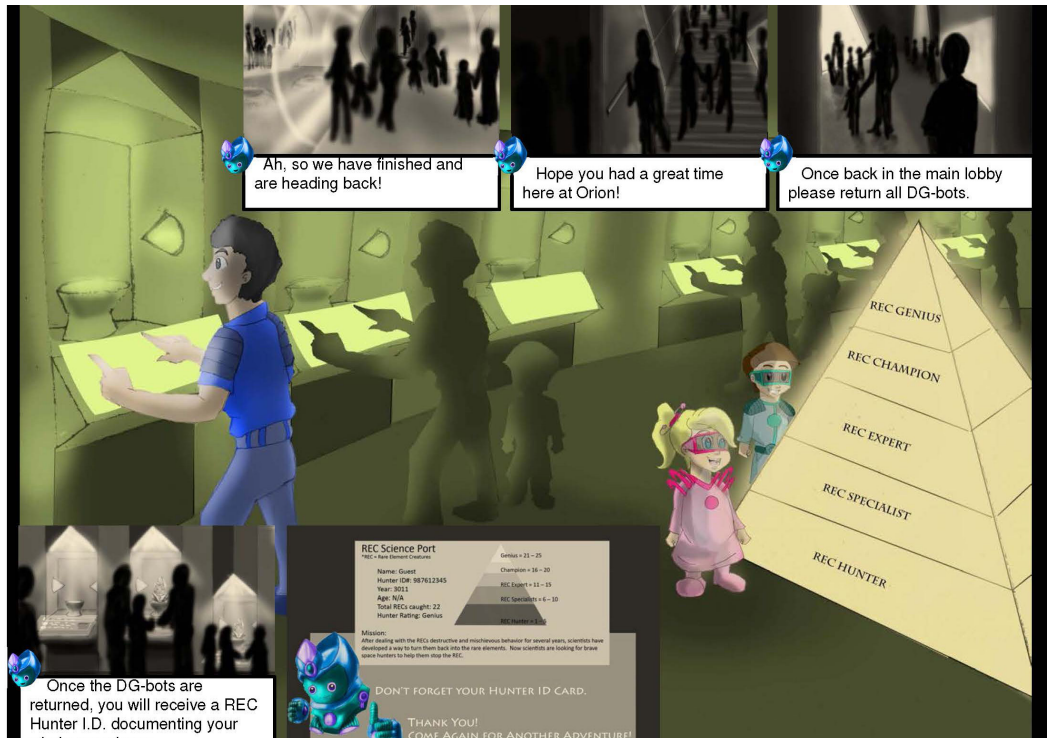 Ah, so we have finished and
are heading back!
Hope you had a great time
here at Orion!
Once back in the main lobby
please return all DG-bots.
REC GENIUS
REC CHAMPION
REC EXPERT
REC SPECIALIST
REC HUNTER
Once the DG-bots are
returned, you will receive a REC
Hunter I.D. documenting your
REC Science Port
*REC = Rare Element Creatures
Name: Guest
Hunter ID#: 987612345
Year: 3011
Age: N/A
Total RECs caught: 22
Hunter Rating: Genius
Genius = 21 – 25
Champion = 16 – 20
REC Expert = 11 – 15
REC Specialists = 6 – 10
REC Hunter = 1 – 5
Mission:
After dealing with the RECs destructive and mischievous behavior for several years, scientists have
developed a way to turn them back into the rare elements.  Now scientists are looking for brave
space hunters to help them stop the REC.
DON'T FORGET YOUR HUNTER ID CARD.
THANK YOU!
COME AGAIN FOR ANOTHER ADVENTURE!